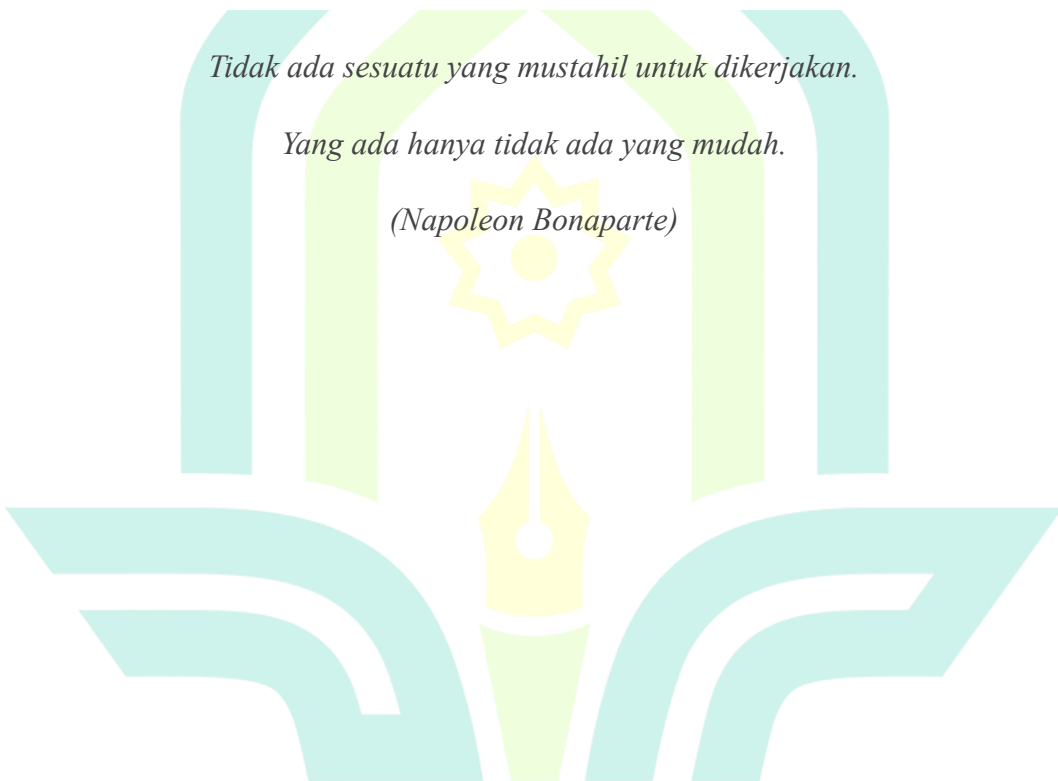 Tidak ada sesuatu yang mustahil untuk dikerjakan.
Yang ada hanya tidak ada yang mudah.
(Napoleon Bonaparte)